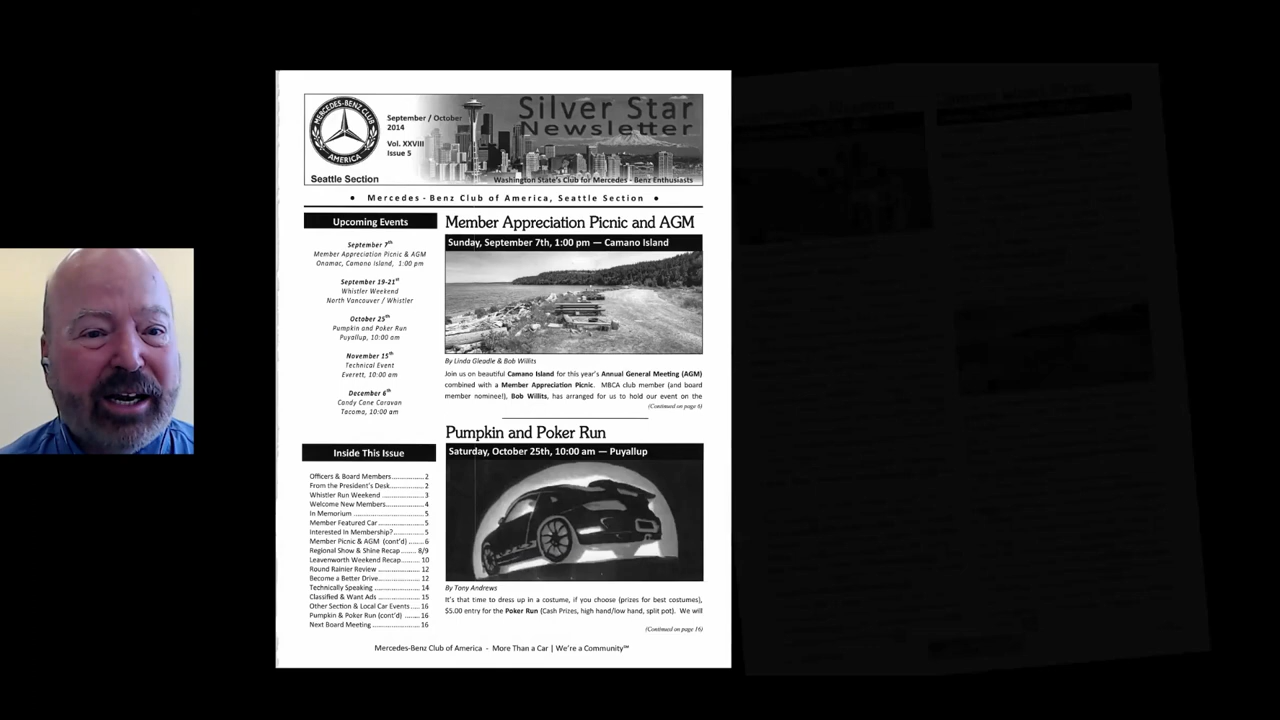 MERCEDES-BENZ CLUB
AMERICA
Seattle Section
September / October
2014
Vol. XXVIII
Issue 5
Silver Star
Newsletter
Washington State's Club for Mercedes - Benz Enthusiasts
• Mercedes - Benz Club of America, Seattle Section •
Upcoming Events
September 7th
Member Appreciation Picnic & AGM
Onamac, Camano Island, 1:00 pm
September 19-21st
Whistler Weekend
North Vancouver / Whistler
October 25th
Pumpkin and Poker Run
Puyallup, 10:00 am
November 15th
Technical Event
Everett, 10:00 am
December 6th
Candy Cane Caravan
Tacoma, 10:00 am
Inside This Issue
Officers & Board Members..............2
From the President's Desk..............2
Whistler Run Weekend ................3
Welcome New Members..............4
In Memorium ........................5
Member Featured Car..................5
Interested In Membership?............5
Member Picnic & AGM (cont'd) .......6
Regional Show & Shine Recap ........ 8/9
Leavenworth Weekend Recap.... 10
Round Rainier Review ............... 12
Become a Better Drive................ 12
Technically Speaking ................ 14
Classified & Want Ads................ 15
Other Section & Local Car Events.... 16
Pumpkin & Poker Run (cont'd) ..... 16
Next Board Meeting .................. 16
Member Appreciation Picnic and AGM
Sunday, September 7th, 1:00 pm — Camano Island
By Linda Gleadle & Bob Willits
Join us on beautiful Camano Island for this year's Annual General Meeting (AGM)
combined with a Member Appreciation Picnic. MBCA club member (and board
member nominee!), Bob Willits, has arranged for us to hold our event on the
(Continued on page 6)
Pumpkin and Poker Run
Saturday, October 25th, 10:00 am — Puyallup
By Tony Andrews
It's that time to dress up in a costume, if you choose (prizes for best costumes),
$5.00 entry for the Poker Run (Cash Prizes, high hand/low hand, split pot). We will
(Continued on page 16)
Mercedes-Benz Club of America - More Than a Car | We're a Community℠